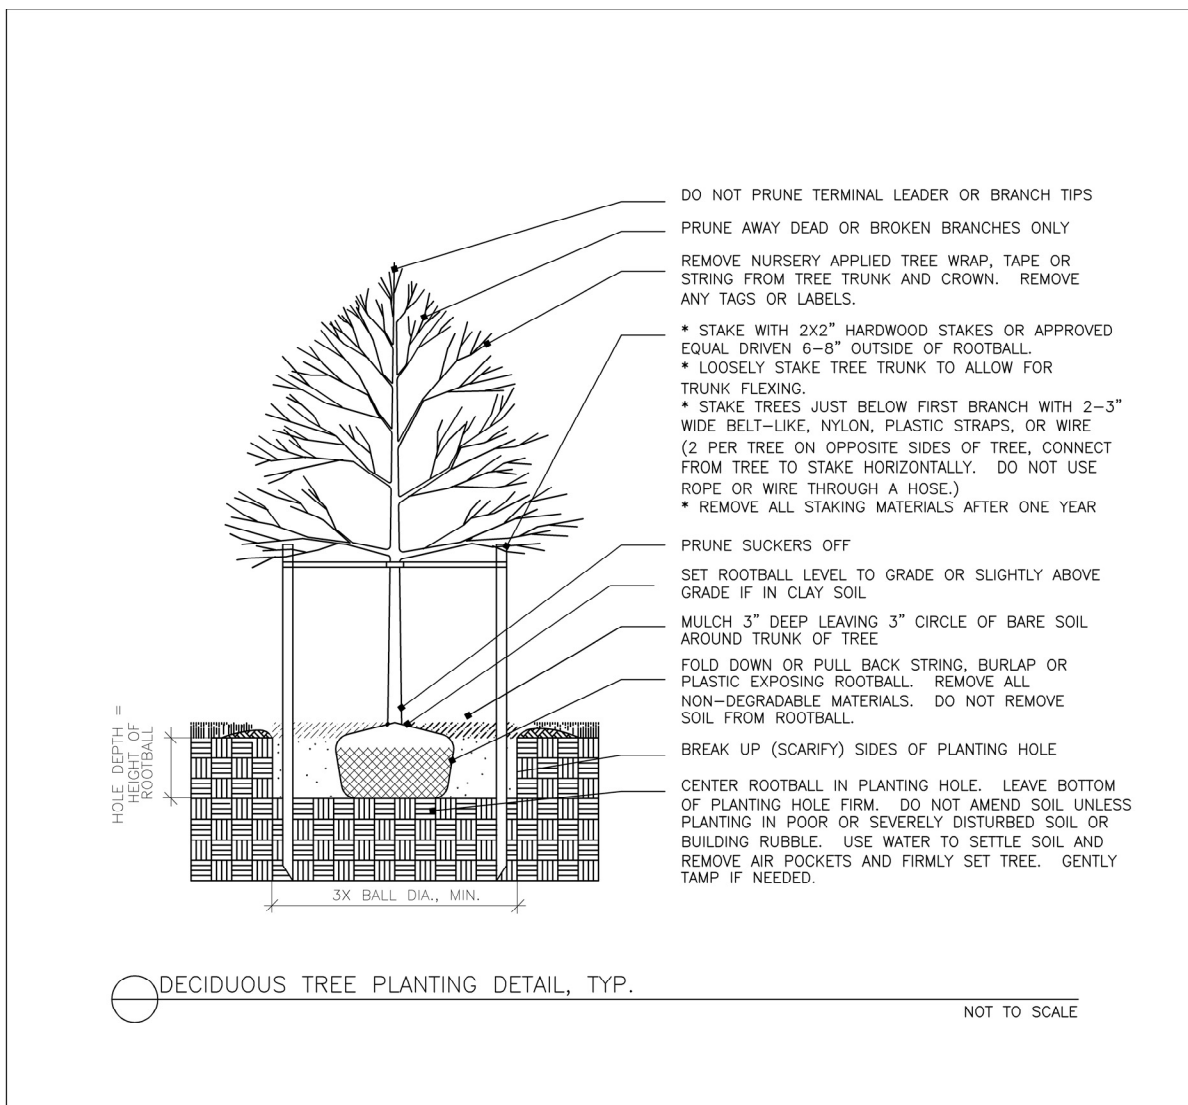 DO NOT PRUNE TERMINAL LEADER OR BRANCH TIPS
PRUNE AWAY DEAD OR BROKEN BRANCHES ONLY
REMOVE NURSERY APPLIED TREE WRAP, TAPE OR
STRING FROM TREE TRUNK AND CROWN. REMOVE
ANY TAGS OR LABELS.
* STAKE WITH 2X2" HARDWOOD STAKES OR APPROVED
EQUAL DRIVEN 6-8" OUTSIDE OF ROOTBALL.
* LOOSELY STAKE TREE TRUNK TO ALLOW FOR
TRUNK FLEXING.
* STAKE TREES JUST BELOW FIRST BRANCH WITH 2-3"
WIDE BELT-LIKE, NYLON, PLASTIC STRAPS, OR WIRE
(2 PER TREE ON OPPOSITE SIDES OF TREE, CONNECT
FROM TREE TO STAKE HORIZONTALLY. DO NOT USE
ROPE OR WIRE THROUGH A HOSE.)
* REMOVE ALL STAKING MATERIALS AFTER ONE YEAR
PRUNE SUCKERS OFF
SET ROOTBALL LEVEL TO GRADE OR SLIGHTLY ABOVE
GRADE IF IN CLAY SOIL
MULCH 3" DEEP LEAVING 3" CIRCLE OF BARE SOIL
AROUND TRUNK OF TREE
FOLD DOWN OR PULL BACK STRING, BURLAP OR
PLASTIC EXPOSING ROOTBALL. REMOVE ALL
NON-DEGRADABLE MATERIALS. DO NOT REMOVE
SOIL FROM ROOTBALL.
BREAK UP (SCARIFY) SIDES OF PLANTING HOLE
CENTER ROOTBALL IN PLANTING HOLE. LEAVE BOTTOM
OF PLANTING HOLE FIRM. DO NOT AMEND SOIL UNLESS
PLANTING IN POOR OR SEVERELY DISTURBED SOIL OR
BUILDING RUBBLE. USE WATER TO SETTLE SOIL AND
REMOVE AIR POCKETS AND FIRMLY SET TREE. GENTLY
TAMP IF NEEDED.
HOLE DEPTH =
HEIGHT OF
ROOTBALL
3X BALL DIA., MIN.
DECIDUOUS TREE PLANTING DETAIL, TYP.
NOT TO SCALE